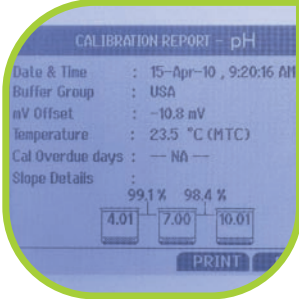 CALIBRATION REPORT - pH
Date & Time : 15-Apr-10 , 9:20:16 AM
Buffer Group : USA
mV Offset : -10.8 mV
Temperature : 23.5 °C (MTC)
Cal Overdue days : -- NA --
Slope Details :
99.1 % 98.4 %
4.01 7.00 10.01
PRINT